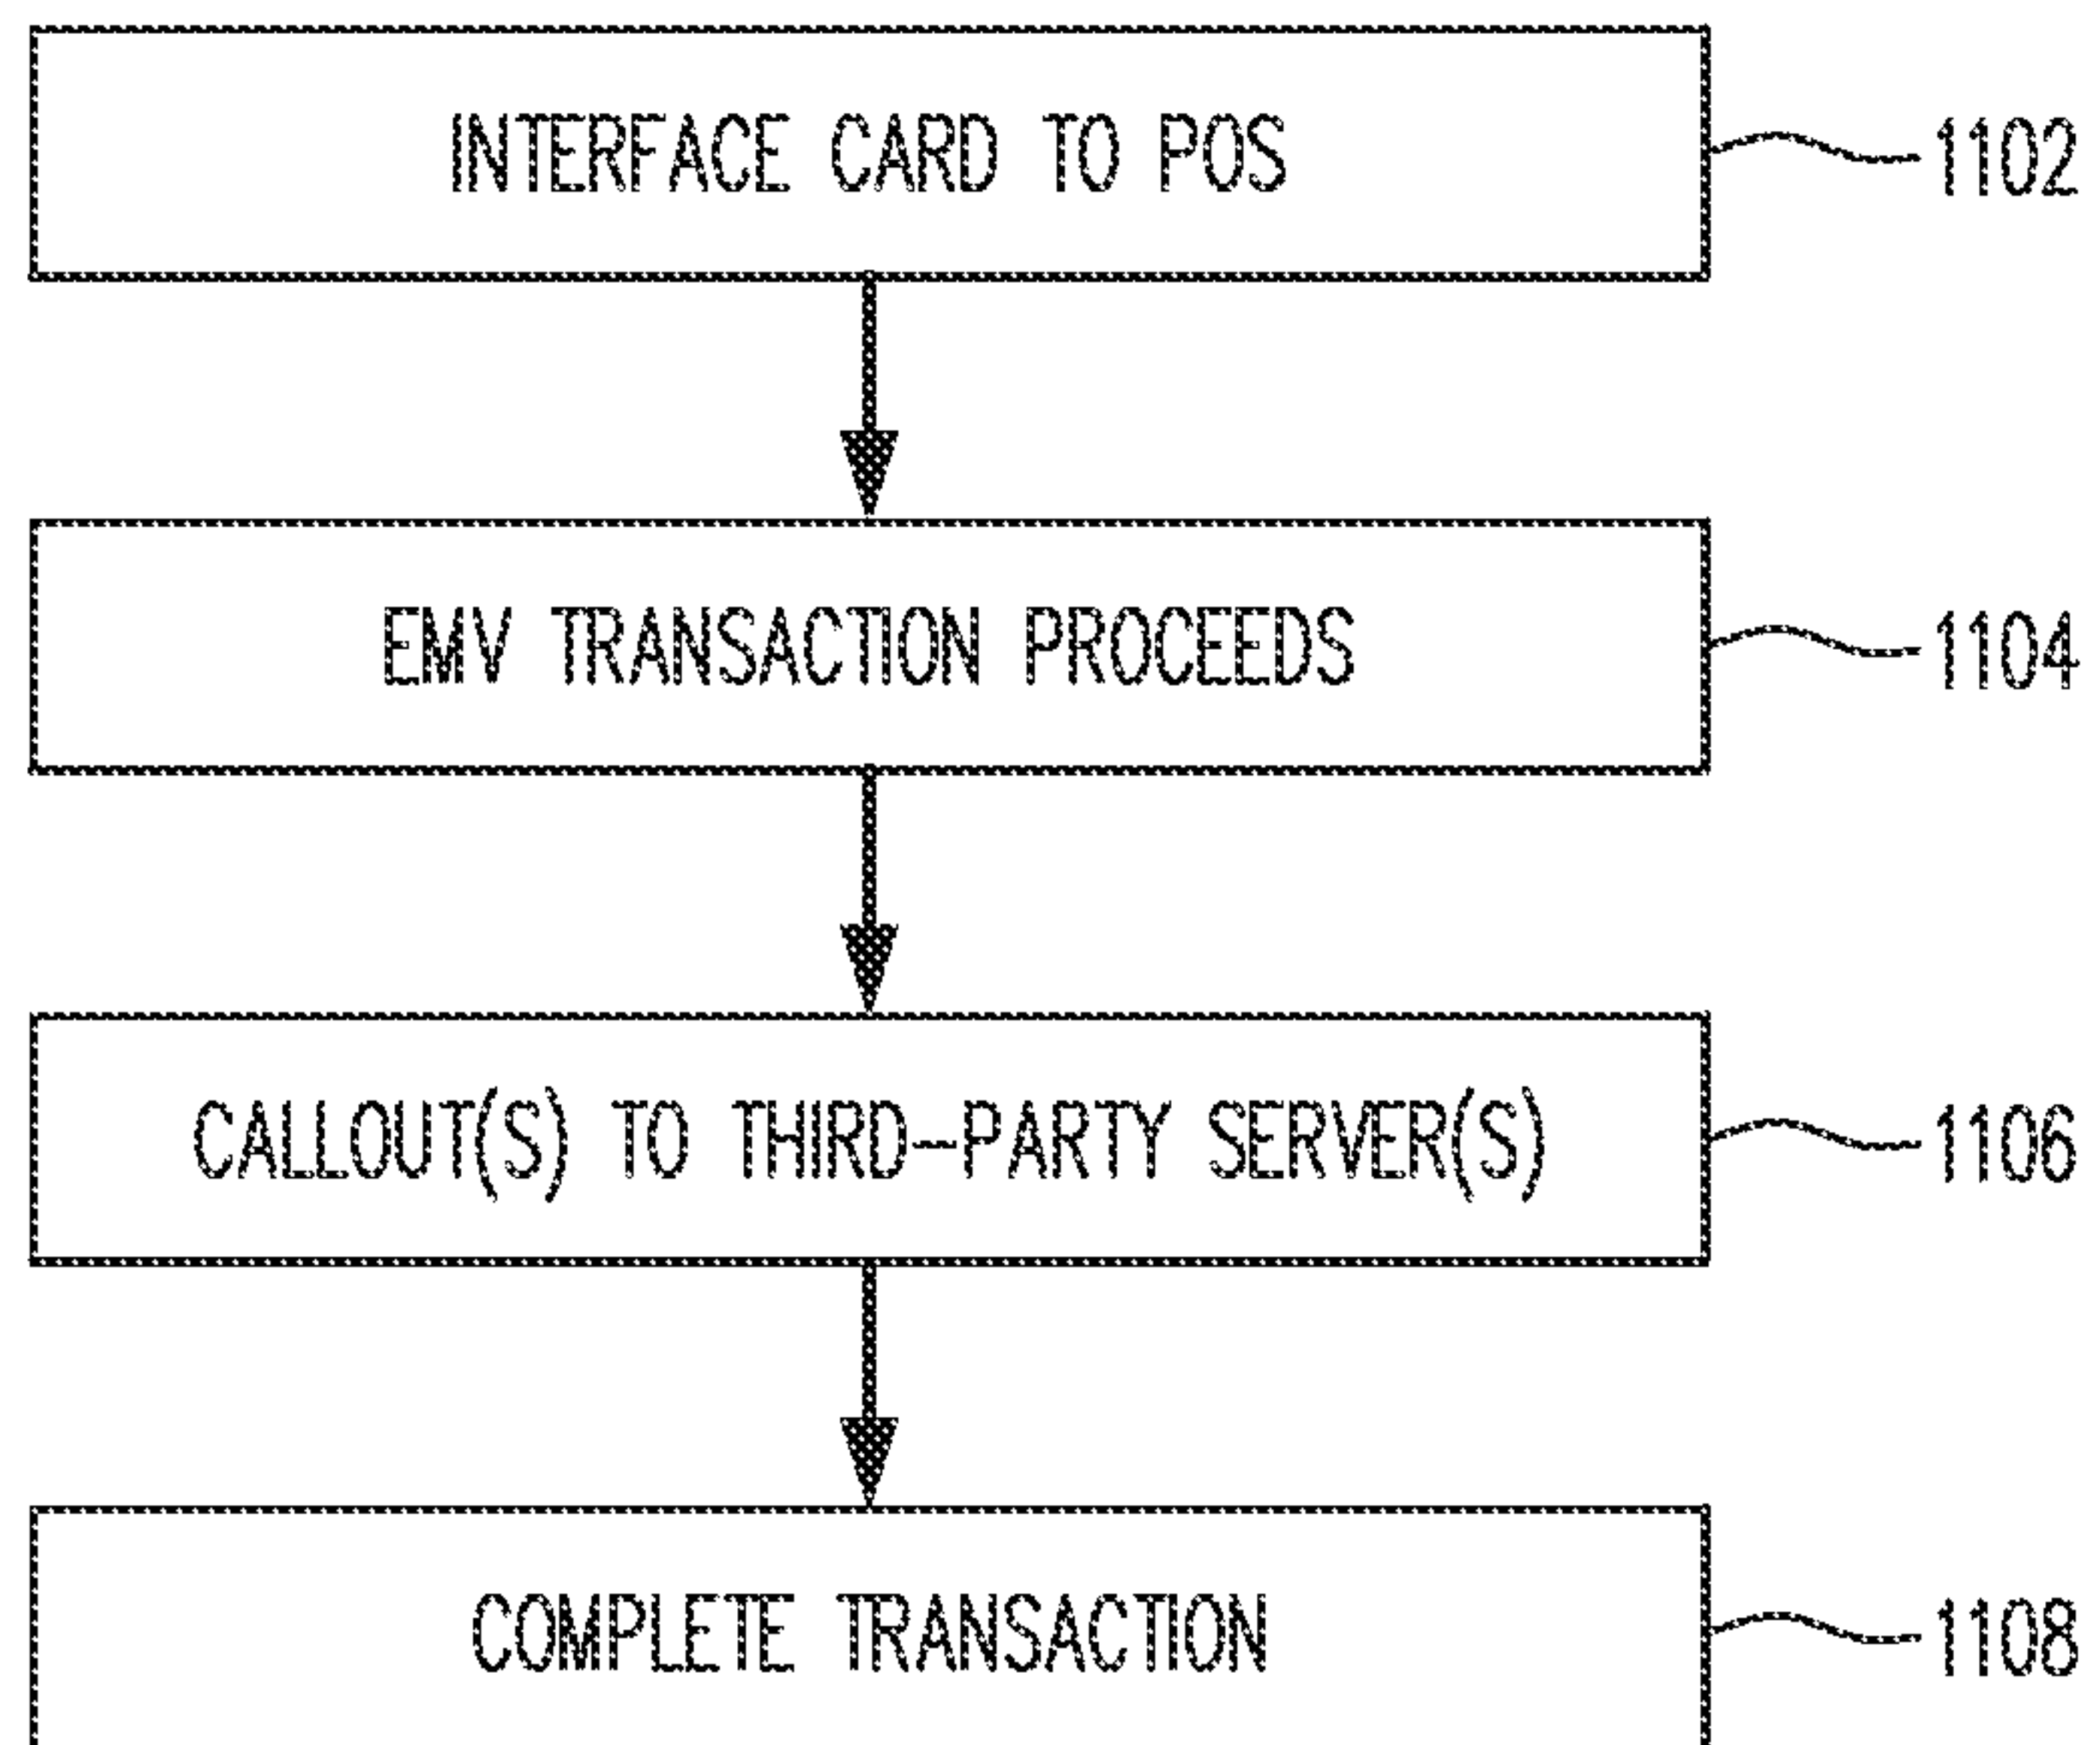 INTERFACE CARD TO POS
1102
EMV TRANSACTION PROCEEDS
1104
CALLOUT(S) TO THIRD-PARTY SERVER(S)
1106
COMPLETE TRANSACTION
1108